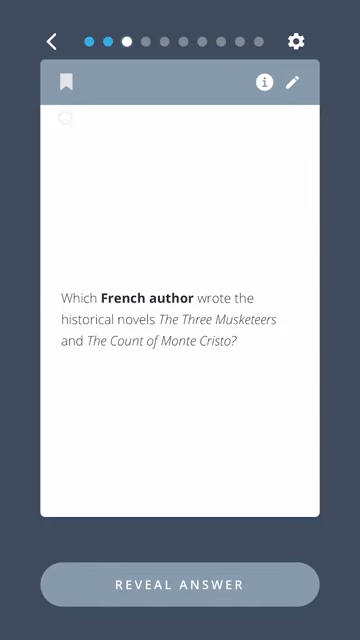 Which French author wrote the
historical novels The Three Musketeers
and The Count of Monte Cristo?
REVEAL ANSWER